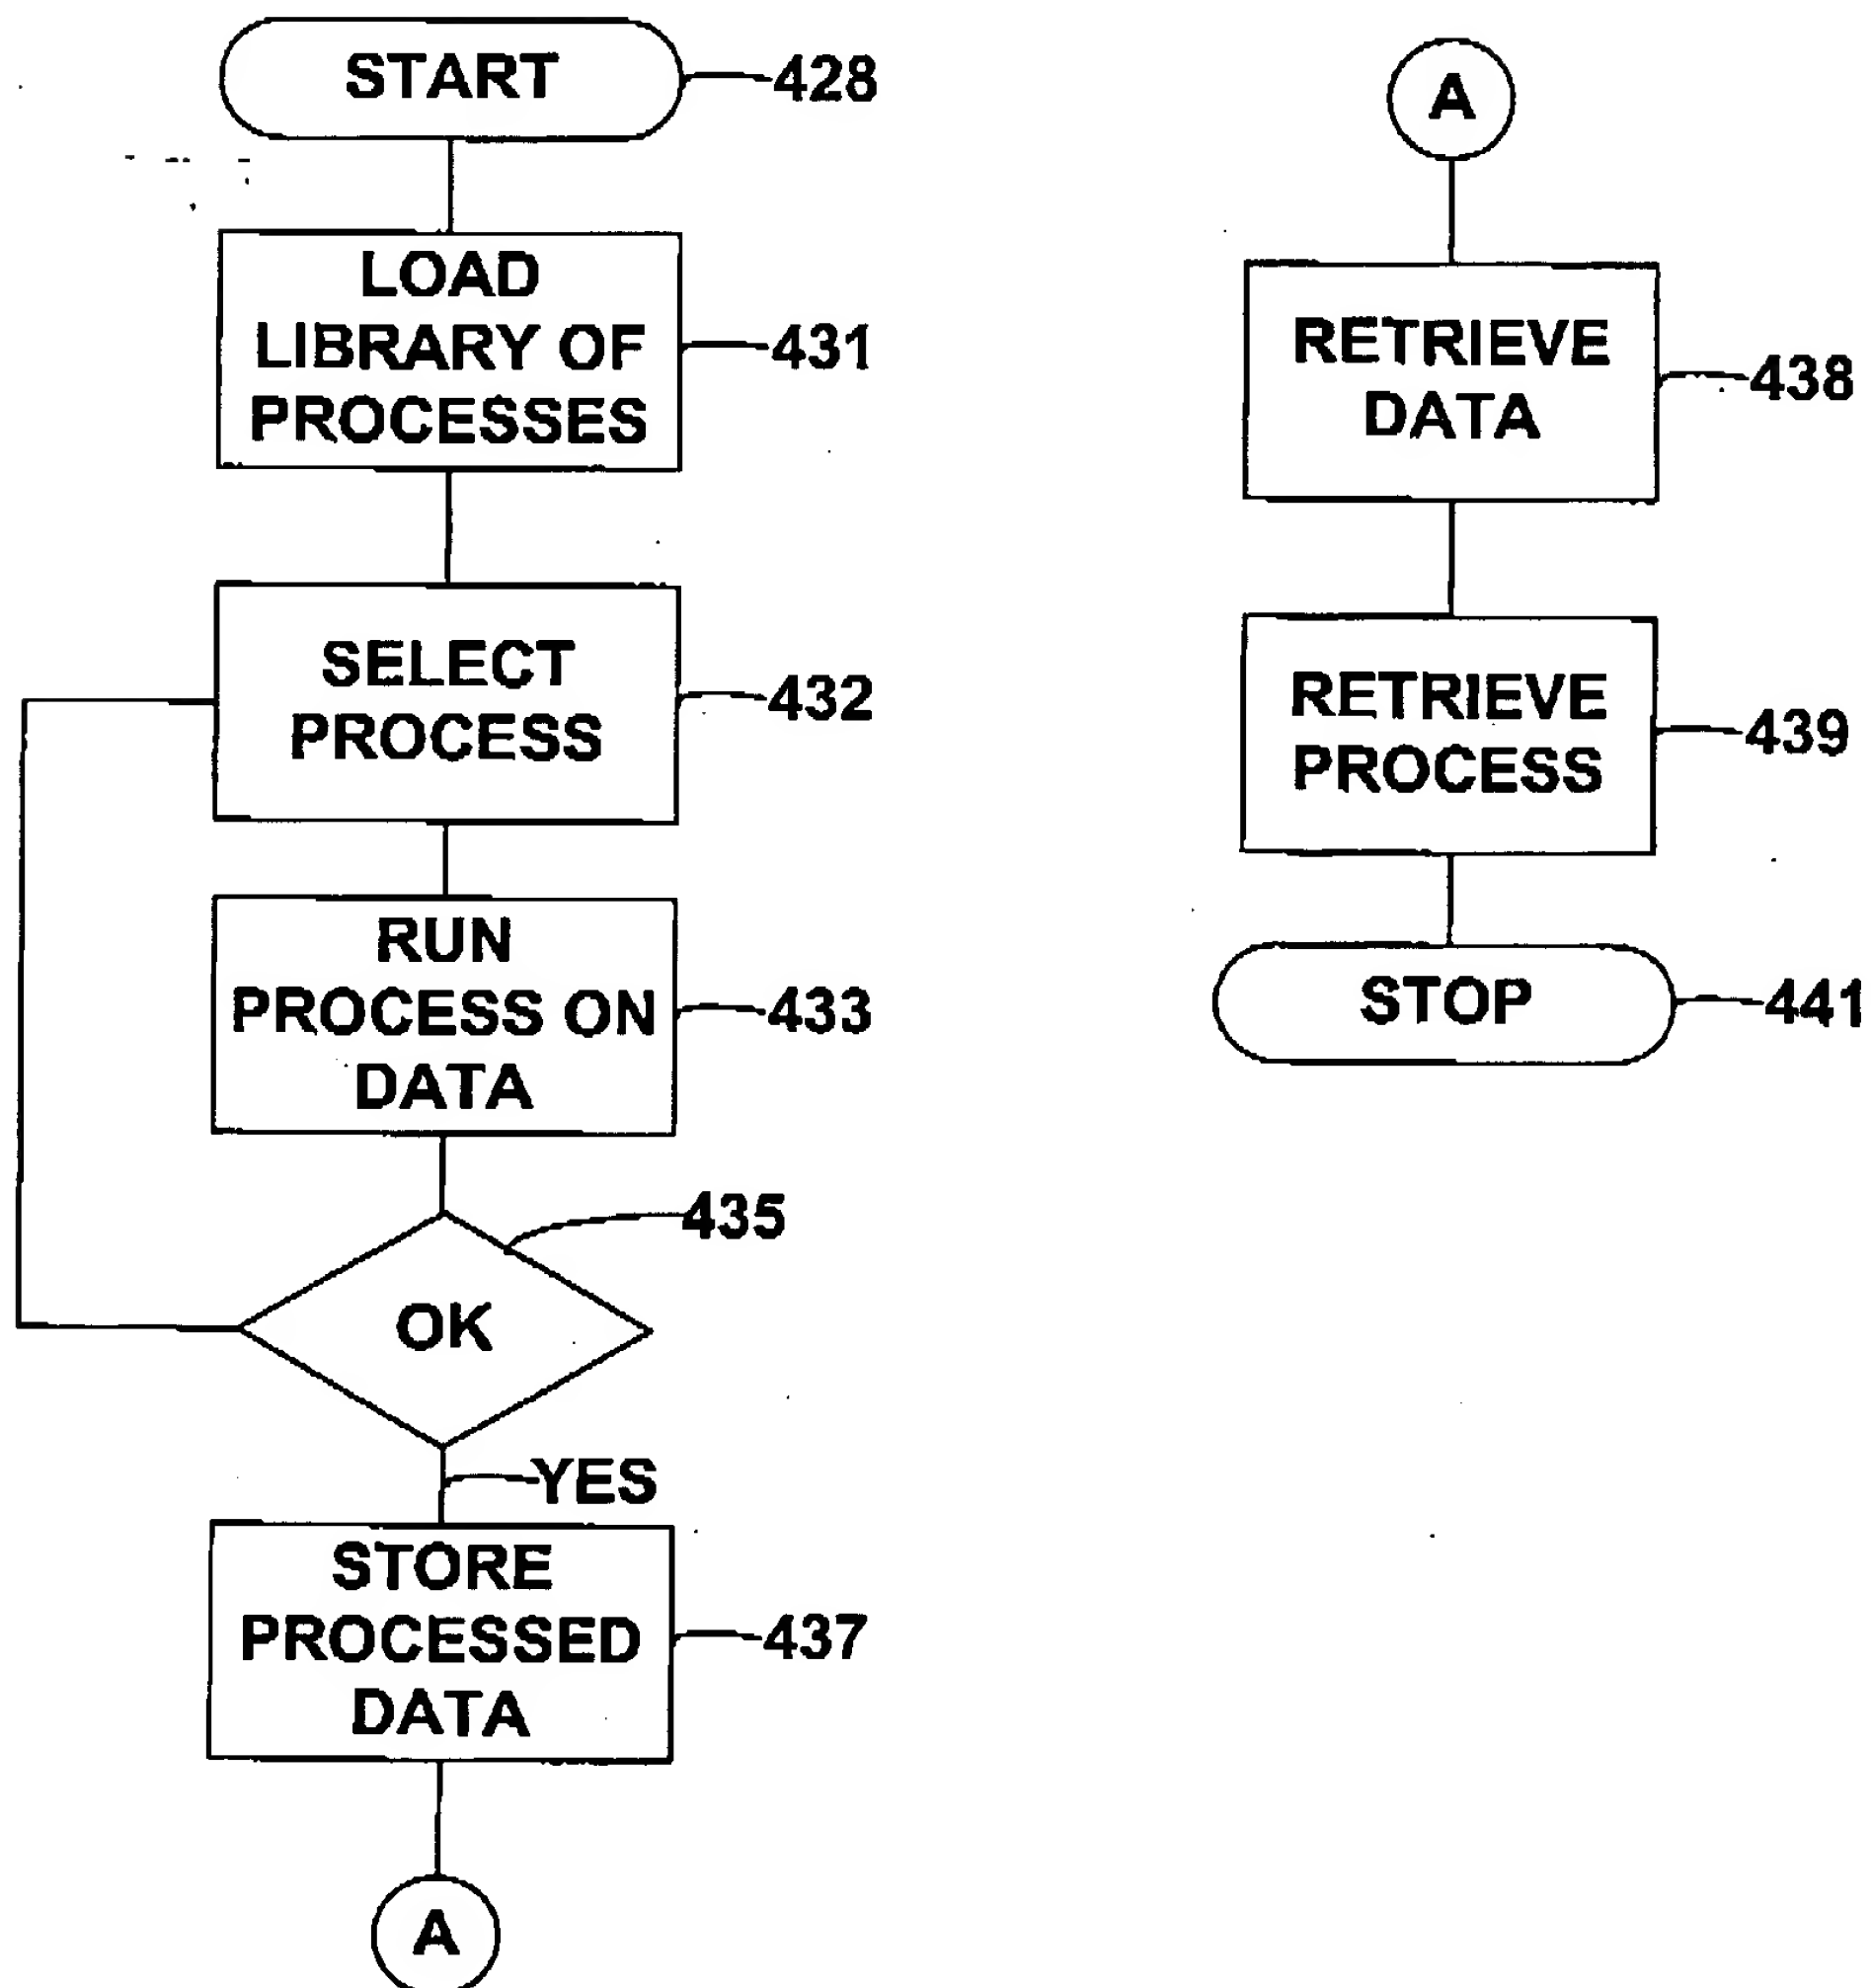 START
428
LOAD
LIBRARY OF
PROCESSES
431
SELECT
PROCESS
432
RUN
PROCESS ON
DATA
433
435
OK
YES
STORE
PROCESSED
DATA
437
A
A
RETRIEVE
DATA
438
RETRIEVE
PROCESS
439
STOP
441